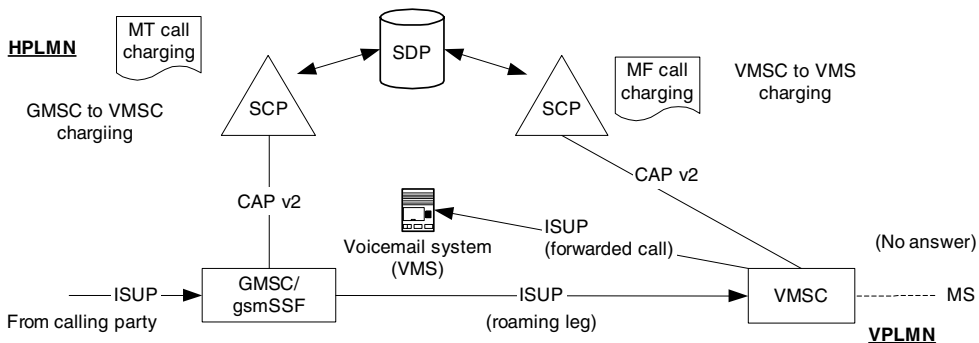 HPLMN
MT call
charging
SDP
MF call
charging
VMSC to VMS
charging
GMSC to VMSC
chargiing
SCP
SCP
CAP v2
CAP v2
ISUP
(forwarded call)
Voicemail system
(VMS)
(No answer)
ISUP
From calling party
GMSC/
gsmSSF
ISUP
(roaming leg)
VMSC
MS
VPLMN